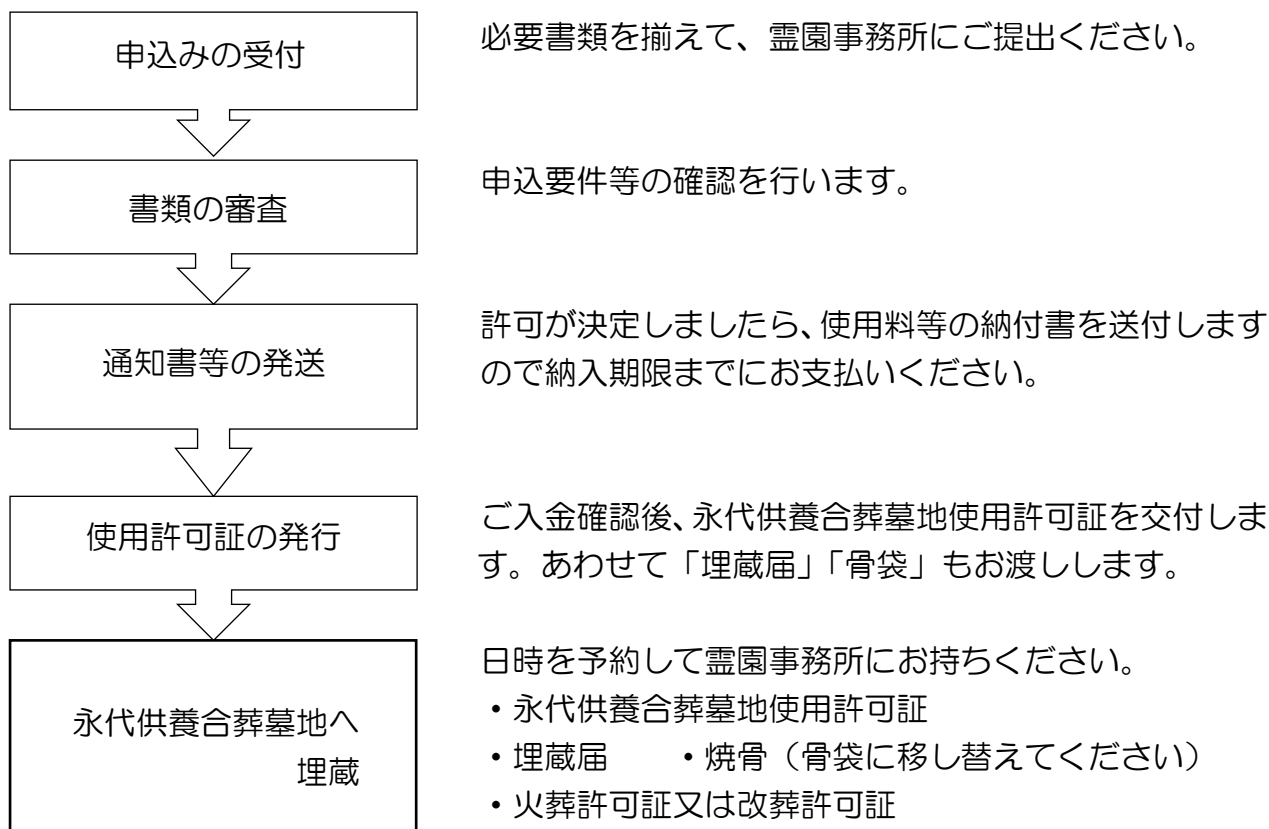 申込みの受付
必要書類を揃えて、霊園事務所にご提出ください。
書類の審査
申込要件等の確認を行います。
通知書等の発送
許可が決定しましたら、使用料等の納付書を送付します
ので納入期限までにお支払いください。
使用許可証の発行
ご入金確認後、永代供養合葬墓地使用許可証を交付しま
す。あわせて「埋蔵届」「骨袋」もお渡しします。
永代供養合葬墓地へ
埋蔵
日時を予約して霊園事務所にお持ちください。
・永代供養合葬墓地使用許可証
・埋蔵届　・焼骨（骨袋に移し替えてください）
・火葬許可証又は改葬許可証